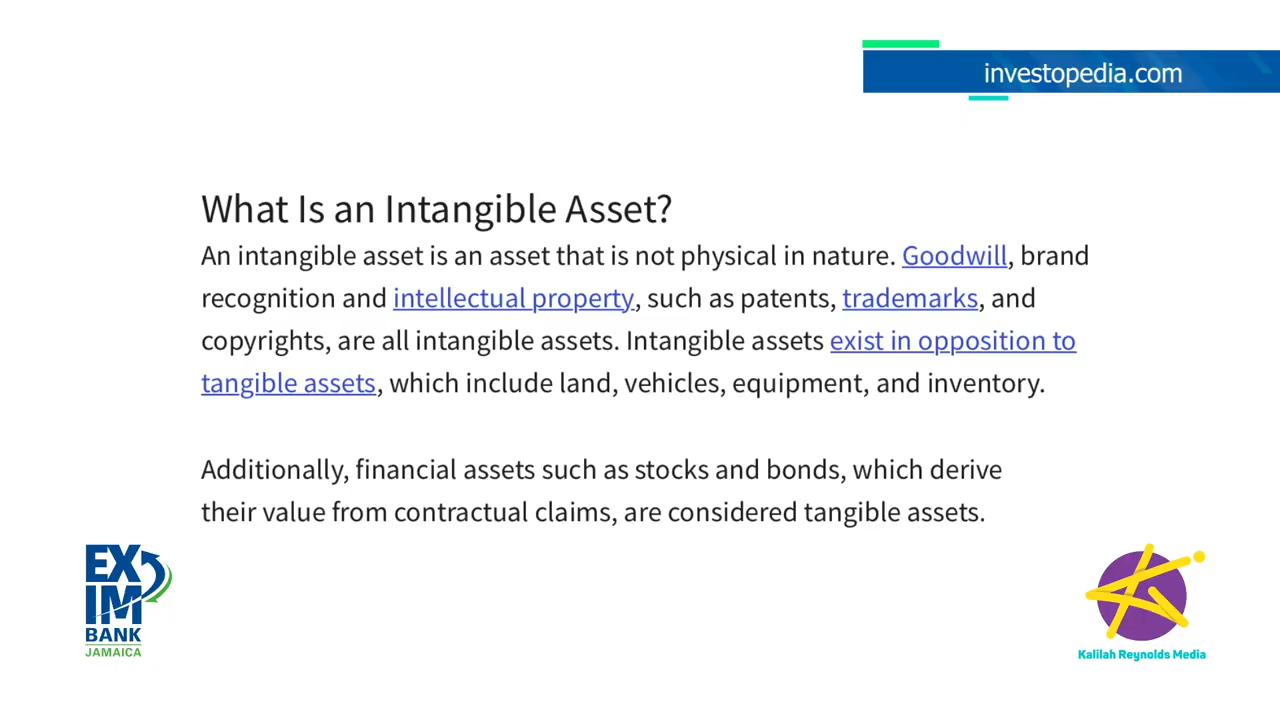 investopedia.com
What Is an Intangible Asset?
An intangible asset is an asset that is not physical in nature. Goodwill, brand
recognition and intellectual property, such as patents, trademarks, and
copyrights, are all intangible assets. Intangible assets exist in opposition to
tangible assets, which include land, vehicles, equipment, and inventory.
Additionally, financial assets such as stocks and bonds, which derive
their value from contractual claims, are considered tangible assets.
EX
IM
BANK
JAMAICA
Kalilah Reynolds Media